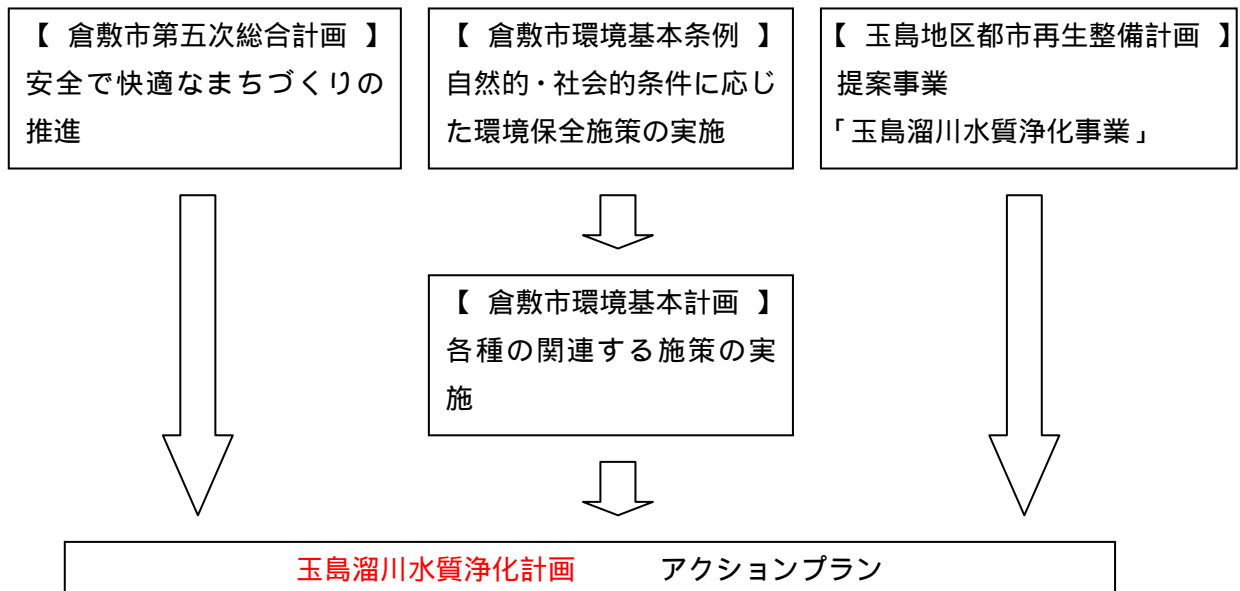 【 倉敷市第五次総合計画 】
安全で快適なまちづくりの
推進
【 倉敷市環境基本条例 】
自然的・社会的条件に応じ
た環境保全施策の実施
【 玉島地区都市再生整備計画 】
提案事業
「玉島溜川水質浄化事業」
【 倉敷市環境基本計画 】
各種の関連する施策の実
施
玉島溜川水質浄化計画 アクションプラン